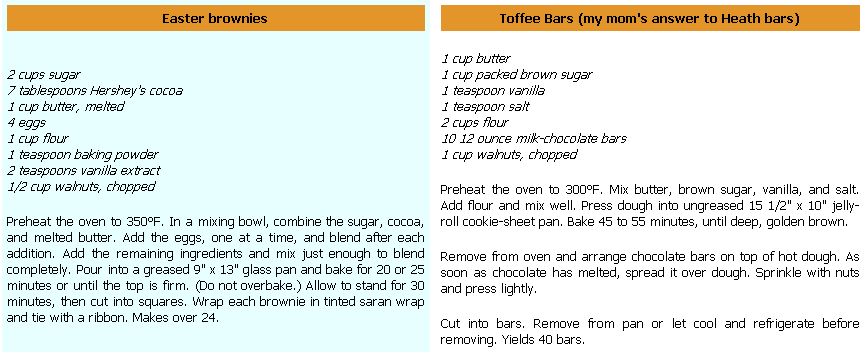 Easter brownies
2 cups sugar
7 tablespoons Hershey's cocoa
1 cup butter, melted
4 eggs
1 cup flour
1 teaspoon baking powder
2 teaspoons vanilla extract
1/2 cup walnuts, chopped
Preheat the oven to 350ºF. In a mixing bowl, combine the sugar, cocoa,
and melted butter. Add the eggs, one at a time, and blend after each
addition. Add the remaining ingredients and mix just enough to blend
completely. Pour into a greased 9" x 13" glass pan and bake for 20 or 25
minutes or until the top is firm. (Do not overbake.) Allow to stand for 30
minutes, then cut into squares. Wrap each brownie in tinted saran wrap
and tie with a ribbon. Makes over 24.
Toffee Bars (my mom's answer to Heath bars)
1 cup butter
1 cup packed brown sugar
1 teaspoon vanilla
1 teaspoon salt
2 cups flour
10 12 ounce milk-chocolate bars
1 cup walnuts, chopped
Preheat the oven to 300ºF. Mix butter, brown sugar, vanilla, and salt.
Add flour and mix well. Press dough into ungreased 15 1/2" x 10" jelly-
roll cookie-sheet pan. Bake 45 to 55 minutes, until deep, golden brown.
Remove from oven and arrange chocolate bars on top of hot dough. As
soon as chocolate has melted, spread it over dough. Sprinkle with nuts
and press lightly.
Cut into bars. Remove from pan or let cool and refrigerate before
removing. Yields 40 bars.